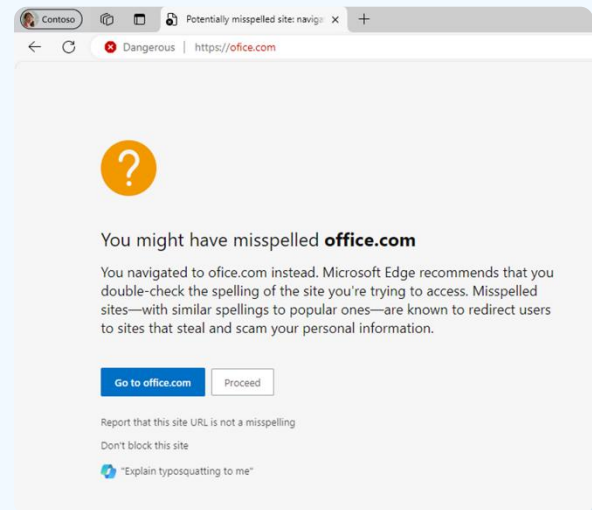 Contoso
Potentially misspelled site: naviga
Dangerous | https://ofice.com
?
You might have misspelled office.com
You navigated to ofice.com instead. Microsoft Edge recommends that you
double-check the spelling of the site you're trying to access. Misspelled
sites—with similar spellings to popular ones—are known to redirect users
to sites that steal and scam your personal information.
Go to office.com Proceed
Report that this site URL is not a misspelling
Don't block this site
"Explain typosquatting to me"